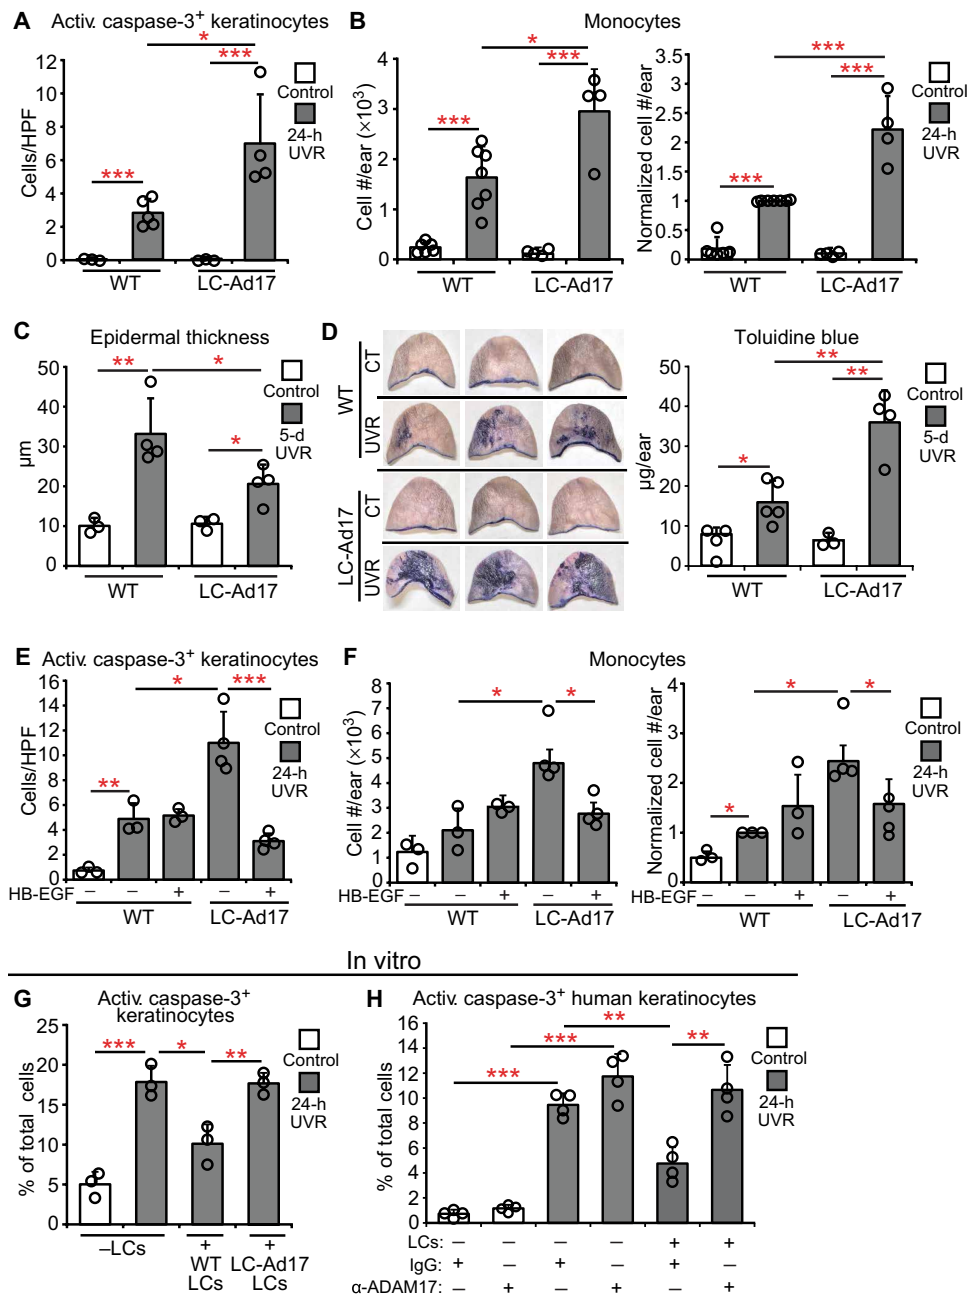 A Activ. caspase-3+ keratinocytes
Cells/HPF
12
10
8
6
4
2
0
***
*
***
WT
LC-Ad17
Control
24-h
UVR
B Monocytes
Cell #/ear (×10³)
4
3
2
1
0
***
*
***
WT
LC-Ad17
Normalized cell #/ear
3.5
3
2.5
2
1.5
1
0.5
0
***
***
***
WT
LC-Ad17
Control
24-h
UVR
C Epidermal thickness
µm
50
40
30
20
10
0
**
*
*
WT
LC-Ad17
Control
5-d
UVR
D
WT
CT
UVR
LC-Ad17
CT
UVR
Toluidine blue
µg/ear
50
40
30
20
10
0
*
**
**
WT
LC-Ad17
Control
5-d
UVR
E Activ. caspase-3+ keratinocytes
Cells/HPF
16
14
12
10
8
6
4
2
0
**
*
***
HB-EGF – – + – +
WT
LC-Ad17
Control
24-h
UVR
F Monocytes
Cell #/ear (×10³)
8
7
6
5
4
3
2
1
0
*
*
HB-EGF – – + – +
WT
LC-Ad17
Normalized cell #/ear
4
3
2
1
0
*
*
*
HB-EGF – – + – +
WT
LC-Ad17
Control
24-h
UVR
In vitro
G Activ. caspase-3+
keratinocytes
% of total cells
25
20
15
10
5
0
***
*
**
–LCs
+
WT
LCs
+
LC-Ad17
LCs
Control
24-h
UVR
H Activ. caspase-3+ human keratinocytes
% of total cells
16
14
12
10
8
6
4
2
0
***
***
**
**
LCs: – – – – + +
IgG: + – + – + –
α-ADAM17: – + – + – +
Control
24-h
UVR